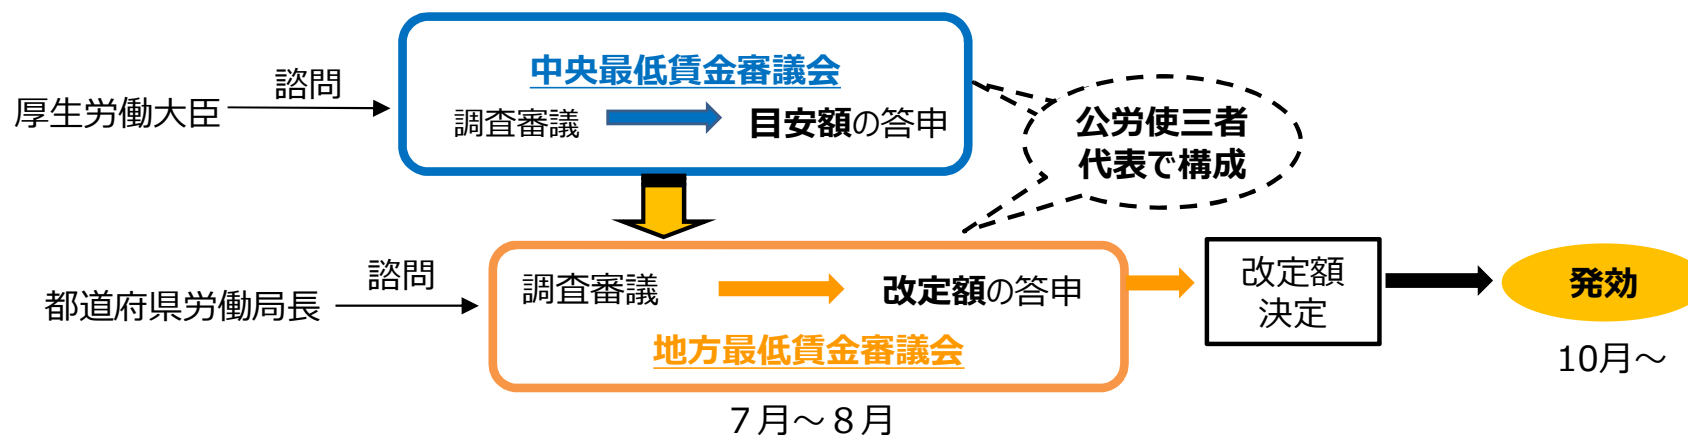 中央最低賃金審議会
諮問
厚生労働大臣
調査審議
目安額の答申
公労使三者
代表で構成
諮問
都道府県労働局長
調査審議
改定額の答申
地方最低賃金審議会
改定額
決定
発効
10月～
７月～８月